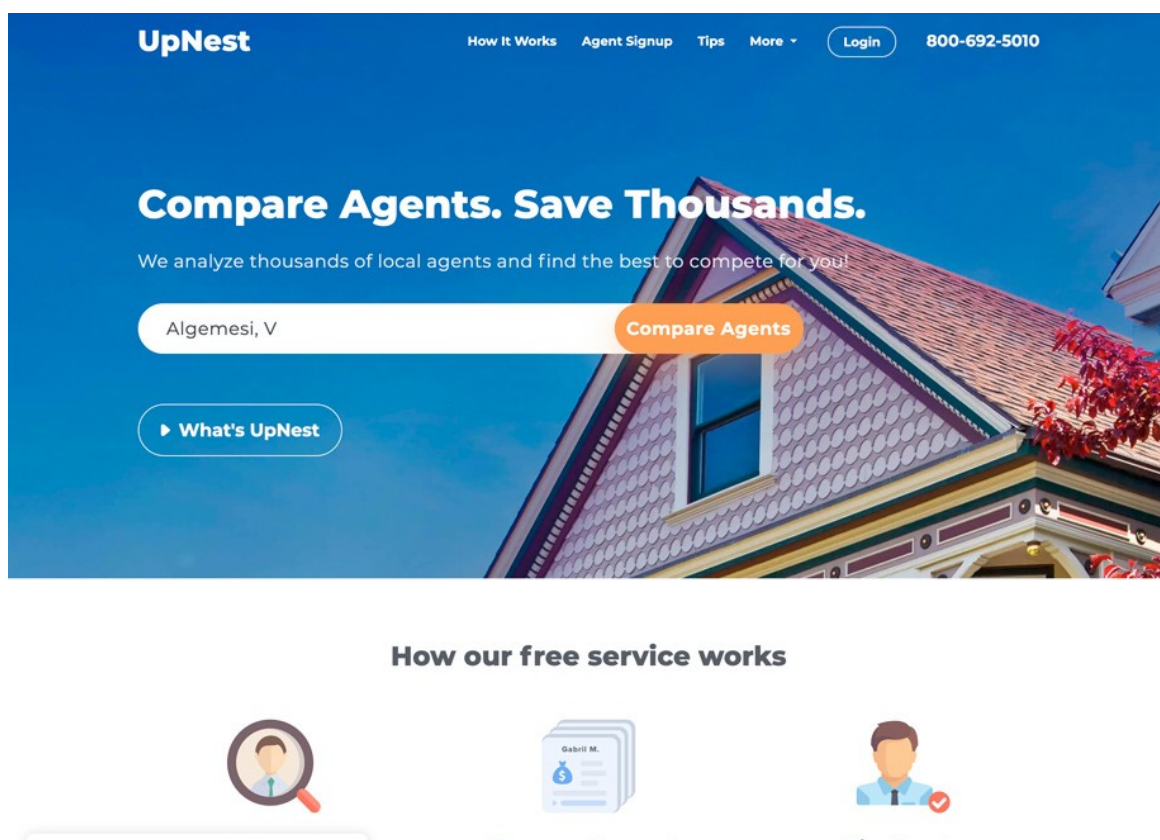 UpNest
How It Works Agent Signup Tips More Login 800-692-5010
Compare Agents. Save Thousands.
We analyze thousands of local agents and find the best to compete for you!
Algemesi, V Compare Agents
What's UpNest
How our free service works
Gabril M.
$